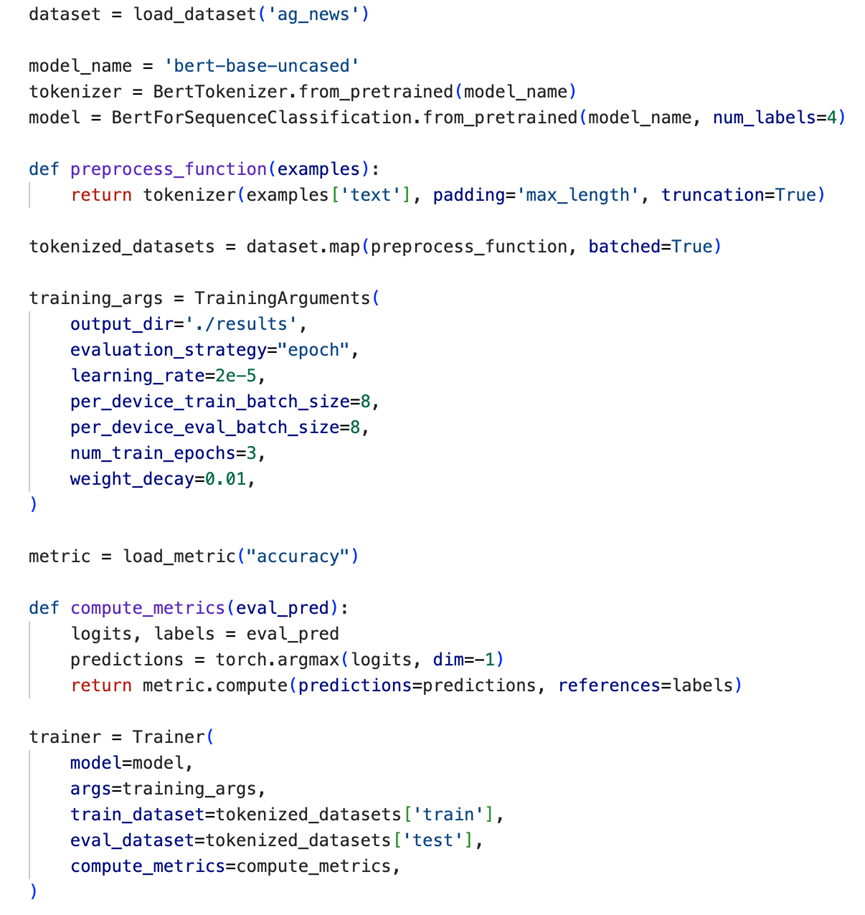 dataset = load_dataset('ag_news')
model_name = 'bert-base-uncased'
tokenizer = BertTokenizer.from_pretrained(model_name)
model = BertForSequenceClassification.from_pretrained(model_name, num_labels=4)
def preprocess_function(examples):
    return tokenizer(examples['text'], padding='max_length', truncation=True)
tokenized_datasets = dataset.map(preprocess_function, batched=True)
training_args = TrainingArguments(
    output_dir='./results',
    evaluation_strategy="epoch",
    learning_rate=2e-5,
    per_device_train_batch_size=8,
    per_device_eval_batch_size=8,
    num_train_epochs=3,
    weight_decay=0.01,
)
metric = load_metric("accuracy")
def compute_metrics(eval_pred):
    logits, labels = eval_pred
    predictions = torch.argmax(logits, dim=-1)
    return metric.compute(predictions=predictions, references=labels)
trainer = Trainer(
    model=model,
    args=training_args,
    train_dataset=tokenized_datasets['train'],
    eval_dataset=tokenized_datasets['test'],
    compute_metrics=compute_metrics,
)